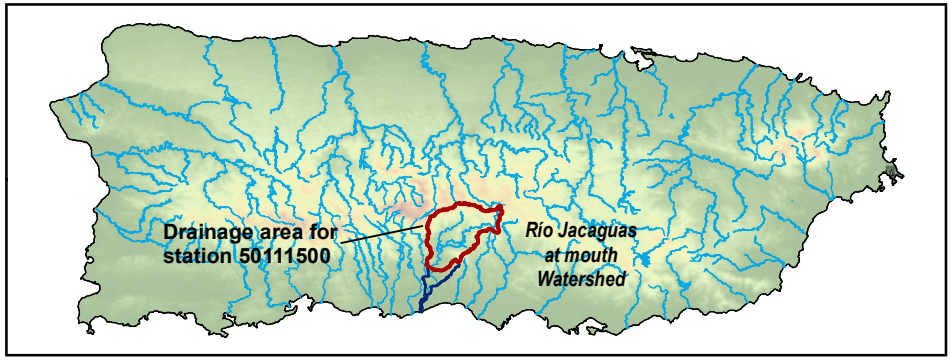 Drainage area for
station 50111500
Río Jacaguas
at mouth
Watershed